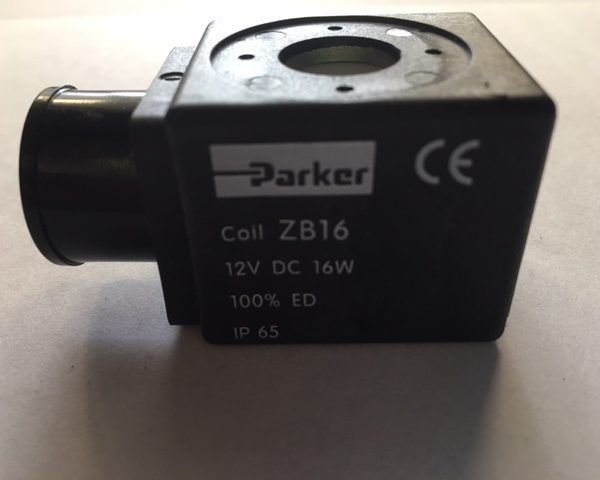 Parker CE
Coil ZB16
12V DC 16W
100% ED
IP 65